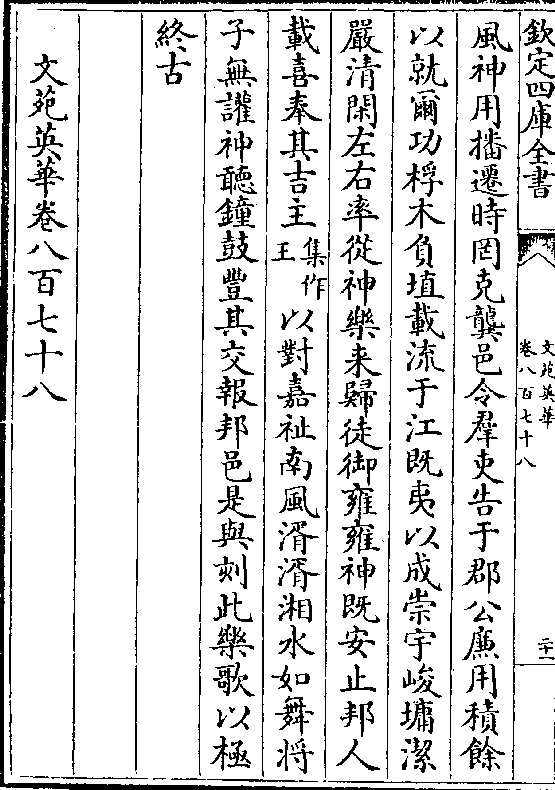 欽定四庫全書
文苑英華
卷八百七十八
二十一
風神用播遷時罔克龔邑令羣吏告于郡公廉用積餘
以就爾功桴木負埴載流于江既夷以成崇宇峻墉潔
嚴清閑左右率從神樂来歸徒御雍雍神既安止邦人
載喜奉其吉主集作王以對嘉祉南風湑湑湘水如舞将
子無讙神聽鐘鼓豐其交報邦邑是與刻此樂歌以極
終古
文苑英華卷八百七十八